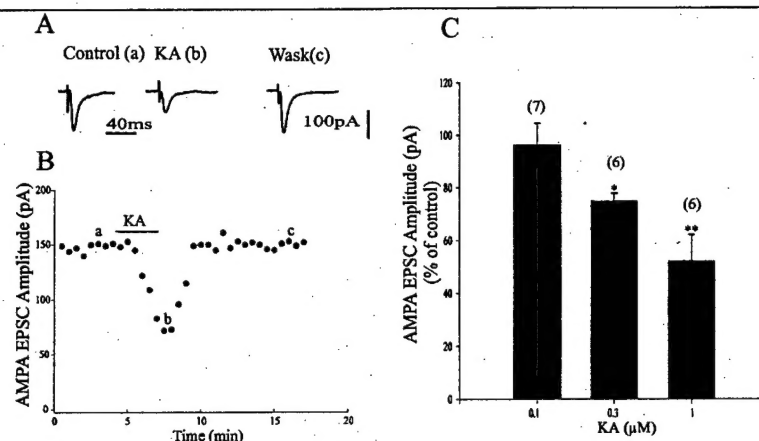 A
Control (a) KA (b) Wask(c)
40ms
100pA
B
AMPA EPSC Amplitude (pA)
200
150
100
50
0
KA
a
b
c
0 5 10 15 20
Time (min)
C
AMPA EPSC Amplitude (pA)
(% of control)
120
100
80
60
40
20
0
(7)
(6)
*
(6)
**
0.1 0.3 1
KA (µM)